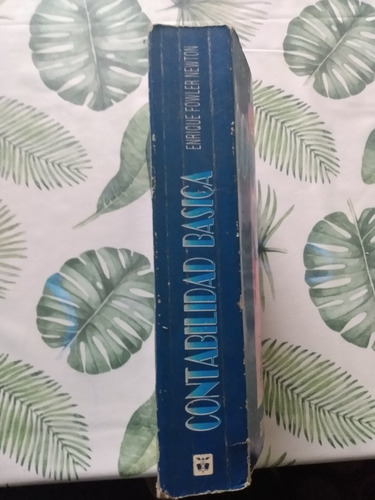 CONTABILIDAD BASICA
ENRIQUE FOWLER NEWTON